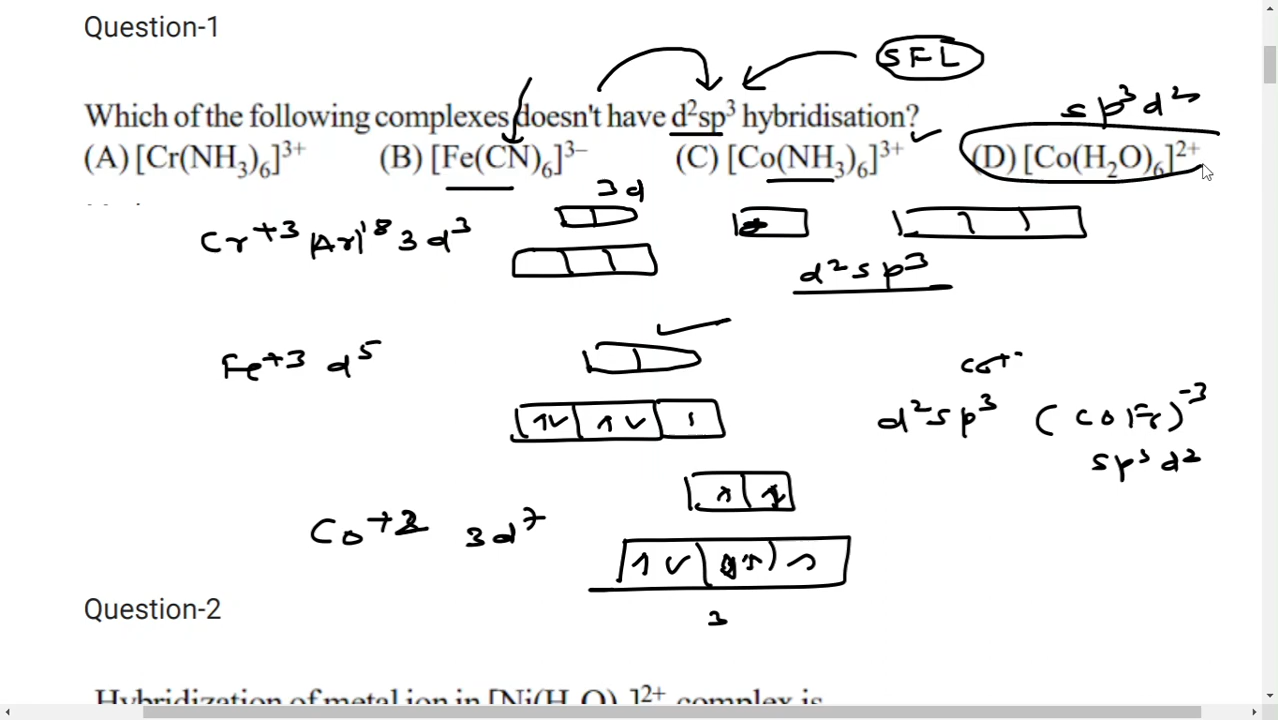 Question-1
SFL
Which of the following complexes doesn't have d²sp³ hybridisation?
sp³d²
(A) [Cr(NH₃)₆]³⁺ (B) [Fe(CN)₆]³⁻ (C) [Co(NH₃)₆]³⁺ (D) [Co(H₂O)₆]²⁺
3d
Cr⁺³ |Ar|¹⁸ 3d³
d²sp³
Fe⁺³ d⁵
d²sp³
sp³d²
Co⁺² 3d⁷
3
Question-2
Hybridization of metal ion in [Ni(H₂O)₆]²⁺ complex is